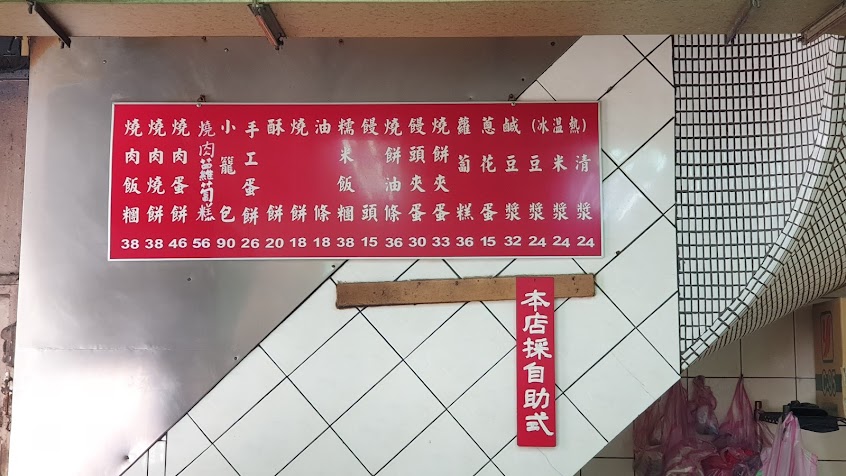 (冰溫熱)
清漿 24
米漿 24
豆漿 24
鹹豆漿 32
蔥花蛋 15
蘿蔔糕 36
燒餅夾蛋 33
饅頭夾蛋 30
燒餅油條 36
饅頭 15
糯米飯糰 38
油條 18
燒餅 18
酥餅 20
手工蛋餅 26
小籠包 90
燒肉蘿蔔糕 56
燒肉蛋餅 46
燒肉燒餅 38
燒肉飯糰 38
本店採自助式